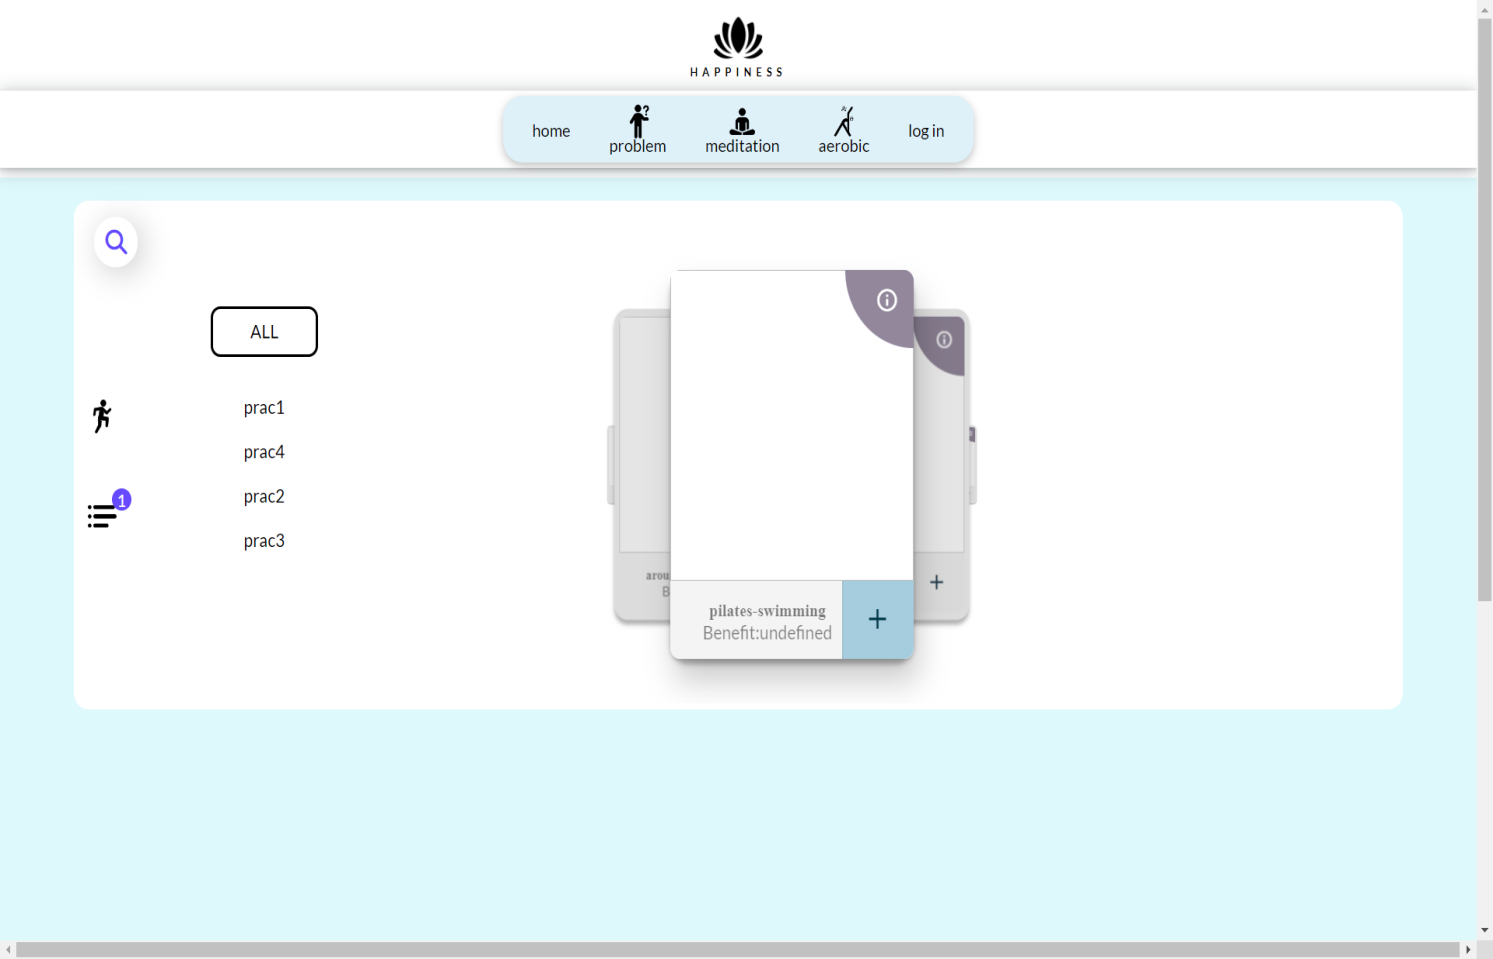 HAPPINESS
home
problem
meditation
aerobic
log in
ALL
prac1
prac4
prac2
prac3
1
pilates-swimming
Benefit:undefined
+
+